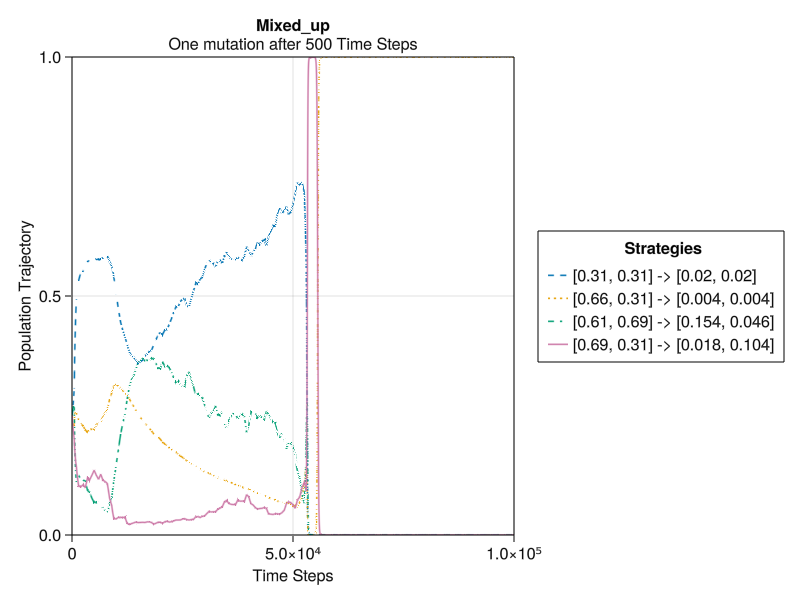 Mixed_up
One mutation after 500 Time Steps
Population Trajectory
1.0
0.5
0.0
0
5.0×10⁴
1.0×10⁵
Time Steps
Strategies
[0.31, 0.31] -> [0.02, 0.02]
[0.66, 0.31] -> [0.004, 0.004]
[0.61, 0.69] -> [0.154, 0.046]
[0.69, 0.31] -> [0.018, 0.104]